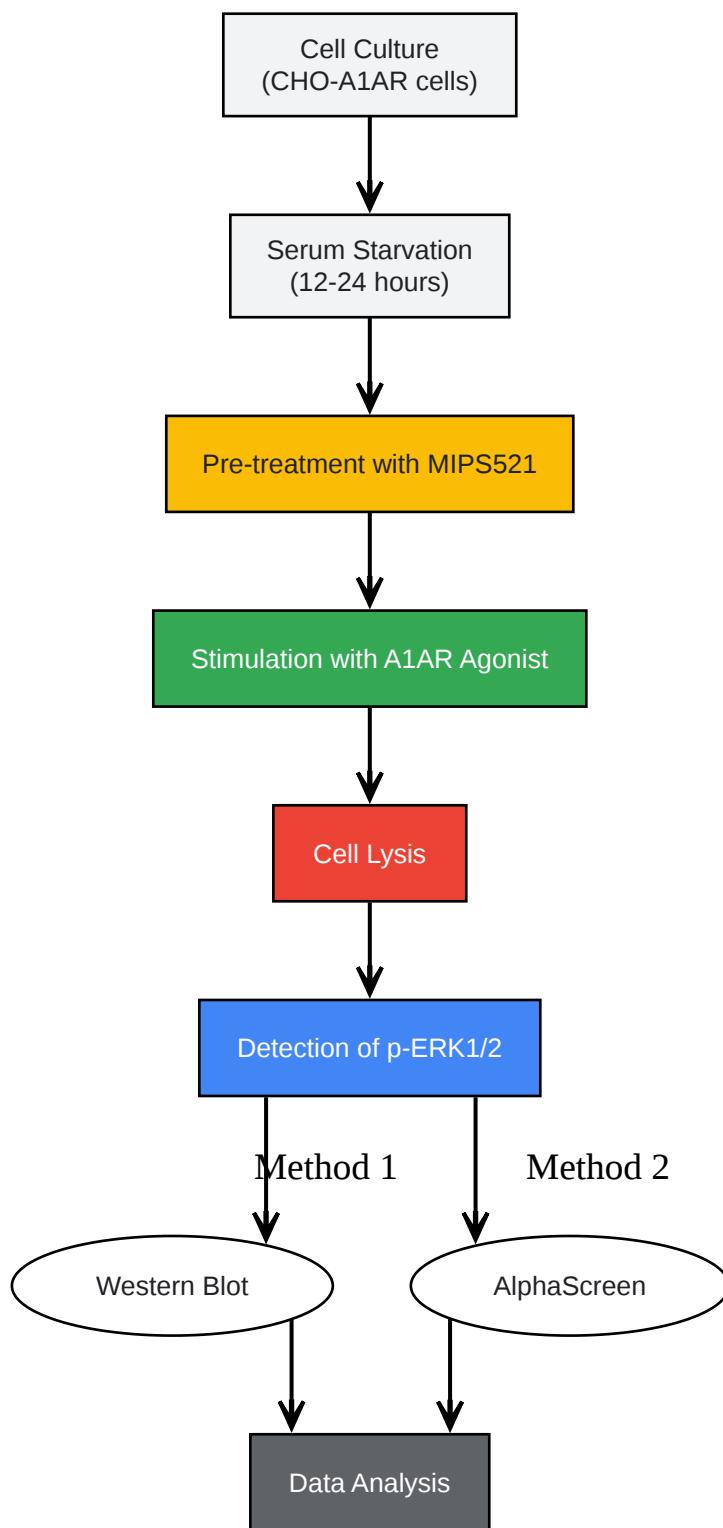 Cell Culture
(CHO-A1AR cells)
Serum Starvation
(12-24 hours)
Pre-treatment with MIPS521
Stimulation with A1AR Agonist
Cell Lysis
Detection of p-ERK1/2
Method 1
Method 2
Western Blot
AlphaScreen
Data Analysis